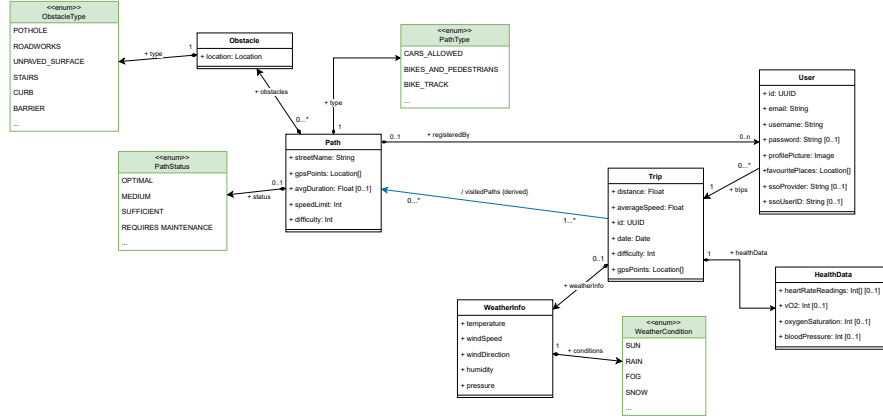 <<enum>>
ObstacleType
POTHOLE
ROADWORKS
UNPAVED_SURFACE
STAIRS
CURB
BARRIER
...
+ type
1
Obstacle
+ location: Location
+ obstacles
0...*
<<enum>>
PathType
CARS_ALLOWED
BIKES_AND_PEDESTRIANS
BIKE_TRACK
...
+ type
1
<<enum>>
PathStatus
OPTIMAL
MEDIUM
SUFFICIENT
REQUIRES MAINTENANCE
...
0..1
+ status
Path
+ streetName: String
+ gpsPoints: Location[]
+ avgDuration: Float [0..1]
+ speedLimit: Int
+ difficulty: Int
0..1
+ registeredBy
0..n
User
+ id: UUID
+ email: String
+ username: String
+ password: String [0..1]
+ profilePicture: Image
+favouritePlaces: Location[]
+ ssoProvider: String [0..1]
+ ssoUserID: String [0..1]
0...*
1
+ trips
/ visitedPaths {derived}
0...*
1...*
Trip
+ distance: Float
+ averageSpeed: Float
+ id: UUID
+ date: Date
+ difficulty: Int
+ gpsPoints: Location[]
1
+ healthData
HealthData
+ heartRateReadings: Int[] [0..1]
+ vO2: Int [0..1]
+ oxygenSaturation: Int [0..1]
+ bloodPressure: Int [0..1]
0..1
+ weatherInfo
WeatherInfo
+ temperature
+ windSpeed
+ windDirection
+ humidity
+ pressure
1
+ conditions
<<enum>>
WeatherCondition
SUN
RAIN
FOG
SNOW
...